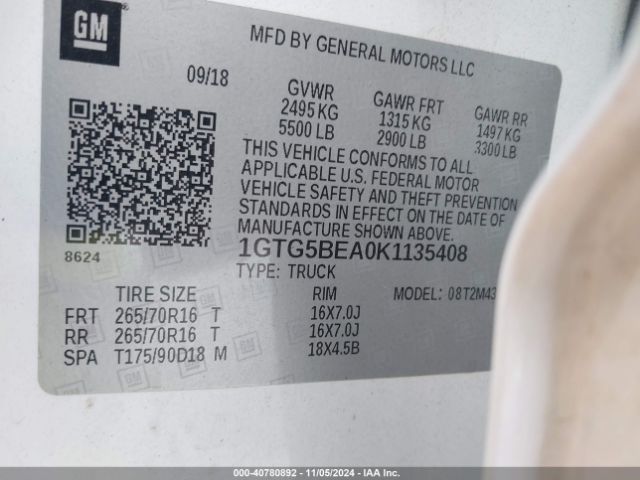 GM
MFD BY GENERAL MOTORS LLC
09/18
GVWR GAWR FRT GAWR RR
2495 KG 1315 KG 1497 KG
5500 LB 2900 LB 3300 LB
THIS VEHICLE CONFORMS TO ALL
APPLICABLE U.S. FEDERAL MOTOR
VEHICLE SAFETY AND THEFT PREVENTION
STANDARDS IN EFFECT ON THE DATE OF
MANUFACTURE SHOWN ABOVE.
8624
1GTG5BEA0K1135408
TYPE: TRUCK MODEL: 08T2M43
TIRE SIZE RIM
FRT 265/70R16 T 16X7.0J
RR 265/70R16 T 16X7.0J
SPA T175/90D18 M 18X4.5B
000-40780892 - 11/05/2024 - IAA Inc.